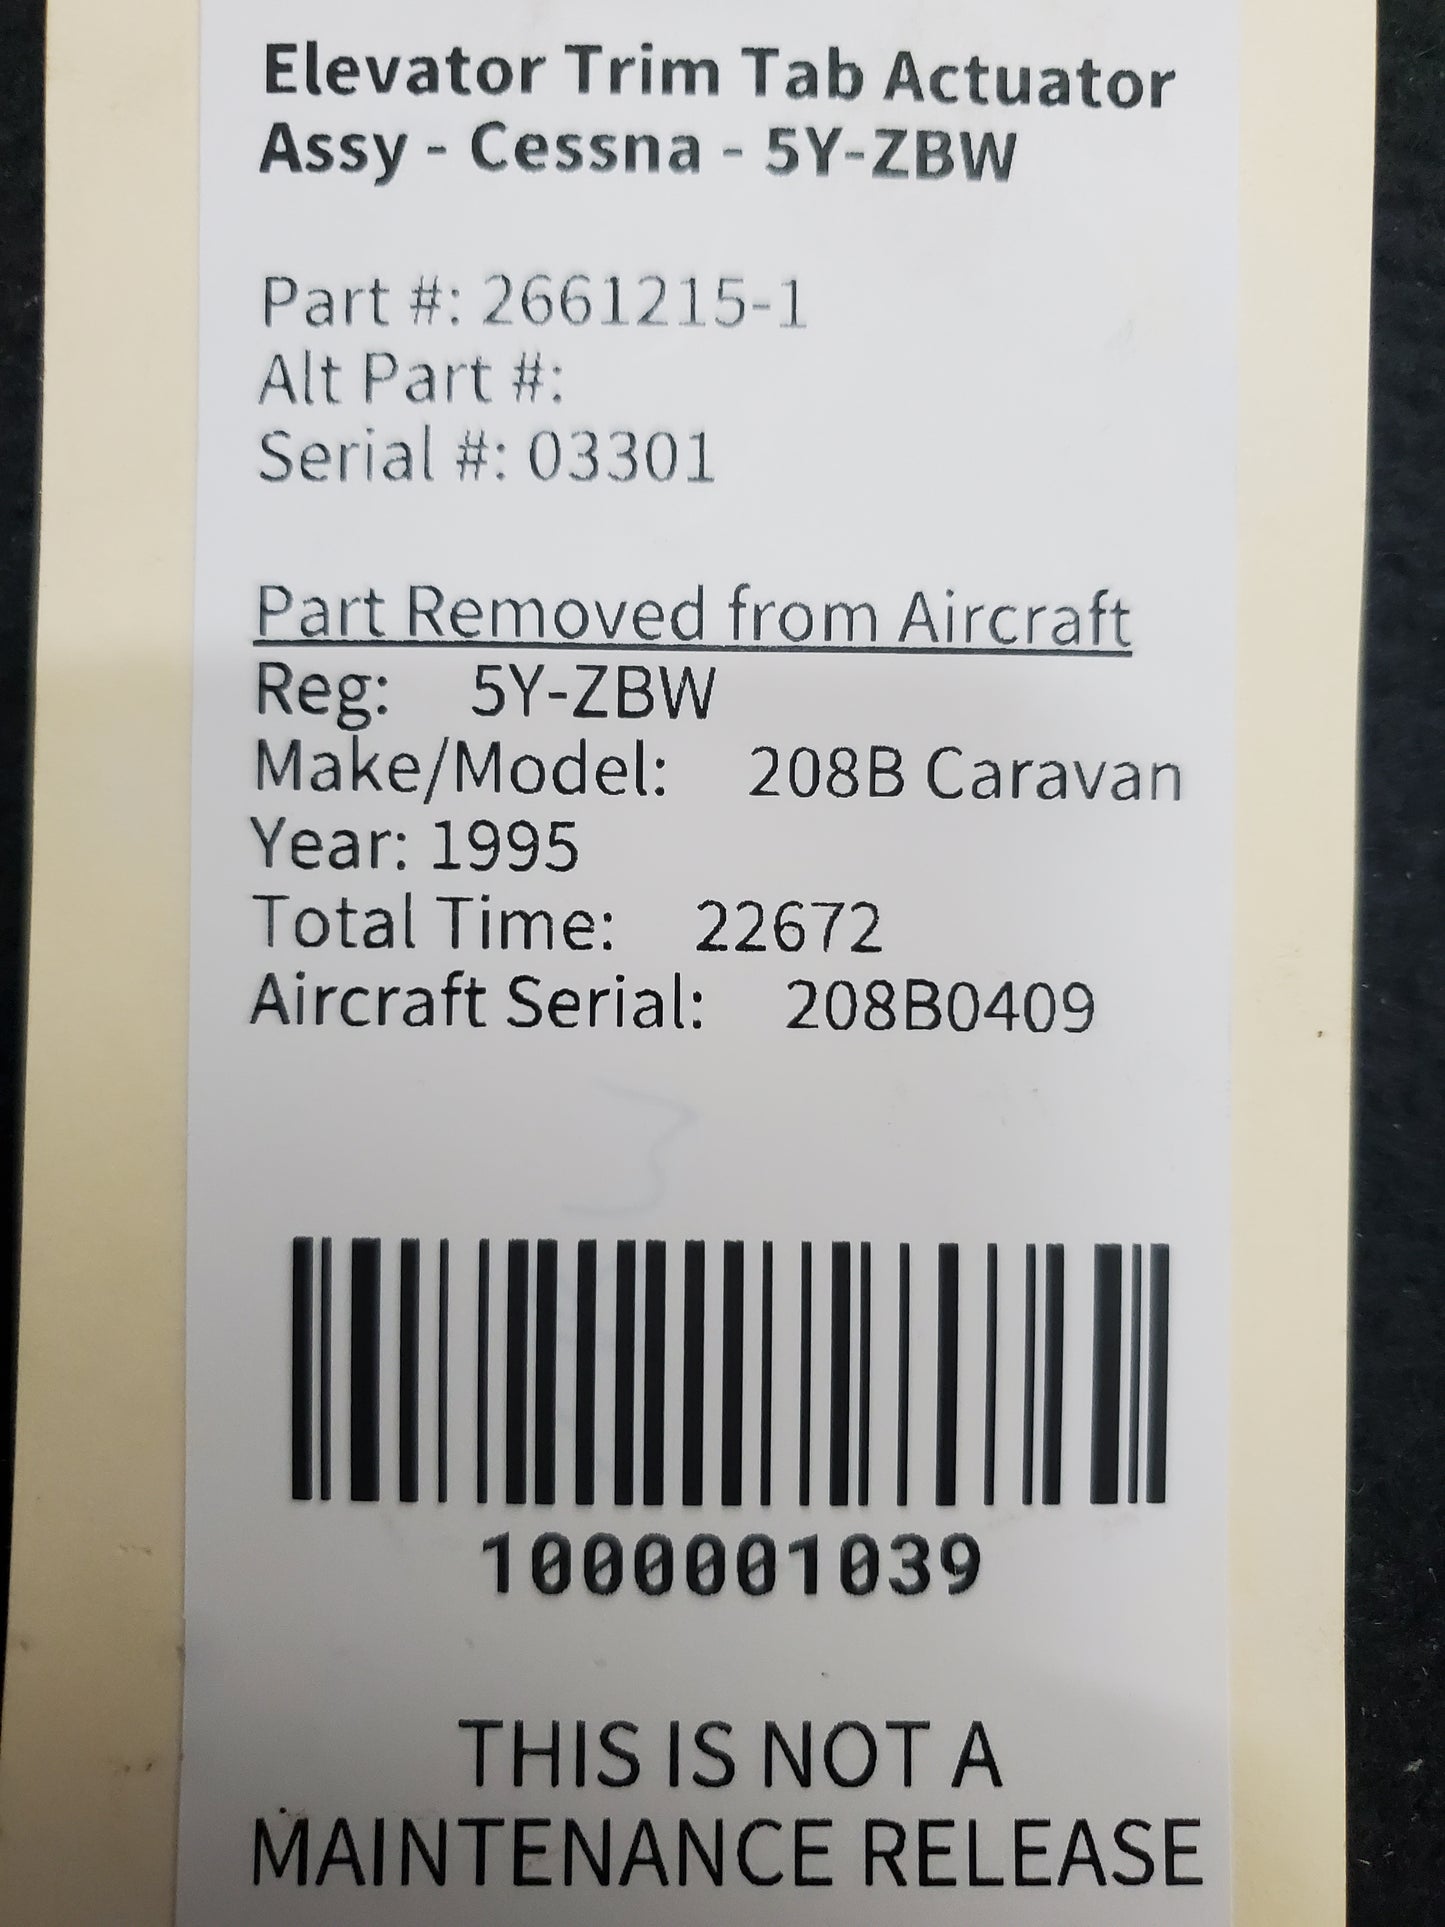 Elevator Trim Tab Actuator
Assy - Cessna - 5Y-ZBW
Part #: 2661215-1
Alt Part #:
Serial #: 03301
Part Removed from Aircraft
Reg: 5Y-ZBW
Make/Model: 208B Caravan
Year: 1995
Total Time: 22672
Aircraft Serial: 208B0409
1000001039
THIS IS NOT A
MAINTENANCE RELEASE